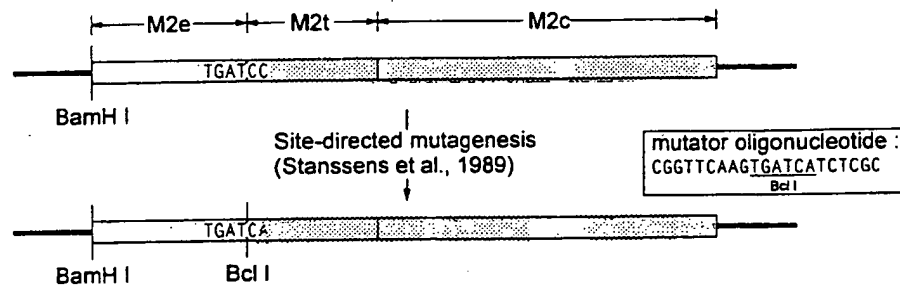 M2e M2t M2c
TGATCC
BamH I
Site-directed mutagenesis
(Stanssens et al., 1989)
mutator oligonucleotide :
CGGTTCAAGTGATCATCTCGC
Bcl I
TGATCA
BamH I Bcl I